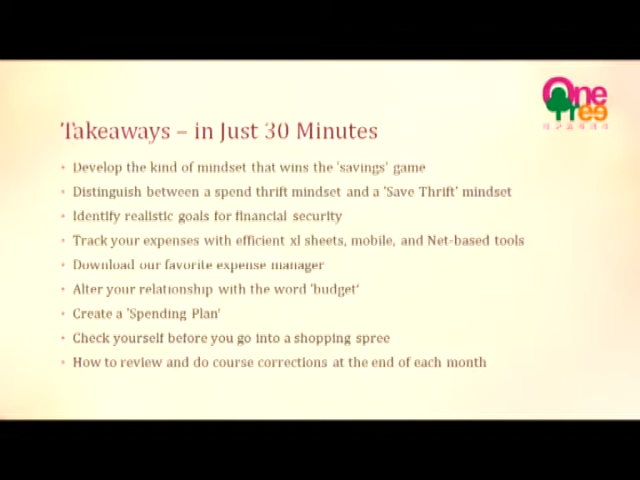 One
Tree
Takeaways – in Just 30 Minutes
• Develop the kind of mindset that wins the 'savings' game
• Distinguish between a spend thrift mindset and a 'Save Thrift' mindset
• Identify realistic goals for financial security
• Track your expenses with efficient xl sheets, mobile, and Net-based tools
• Download our favorite expense manager
• Alter your relationship with the word 'budget'
• Create a 'Spending Plan'
• Check yourself before you go into a shopping spree
• How to review and do course corrections at the end of each month